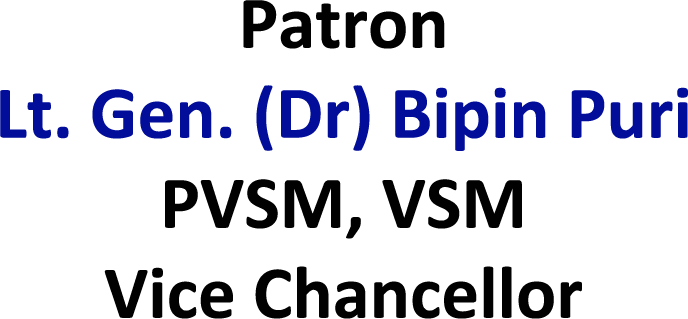 Patron
Lt. Gen. (Dr) Bipin Puri
PVSM, VSM
Vice Chancellor